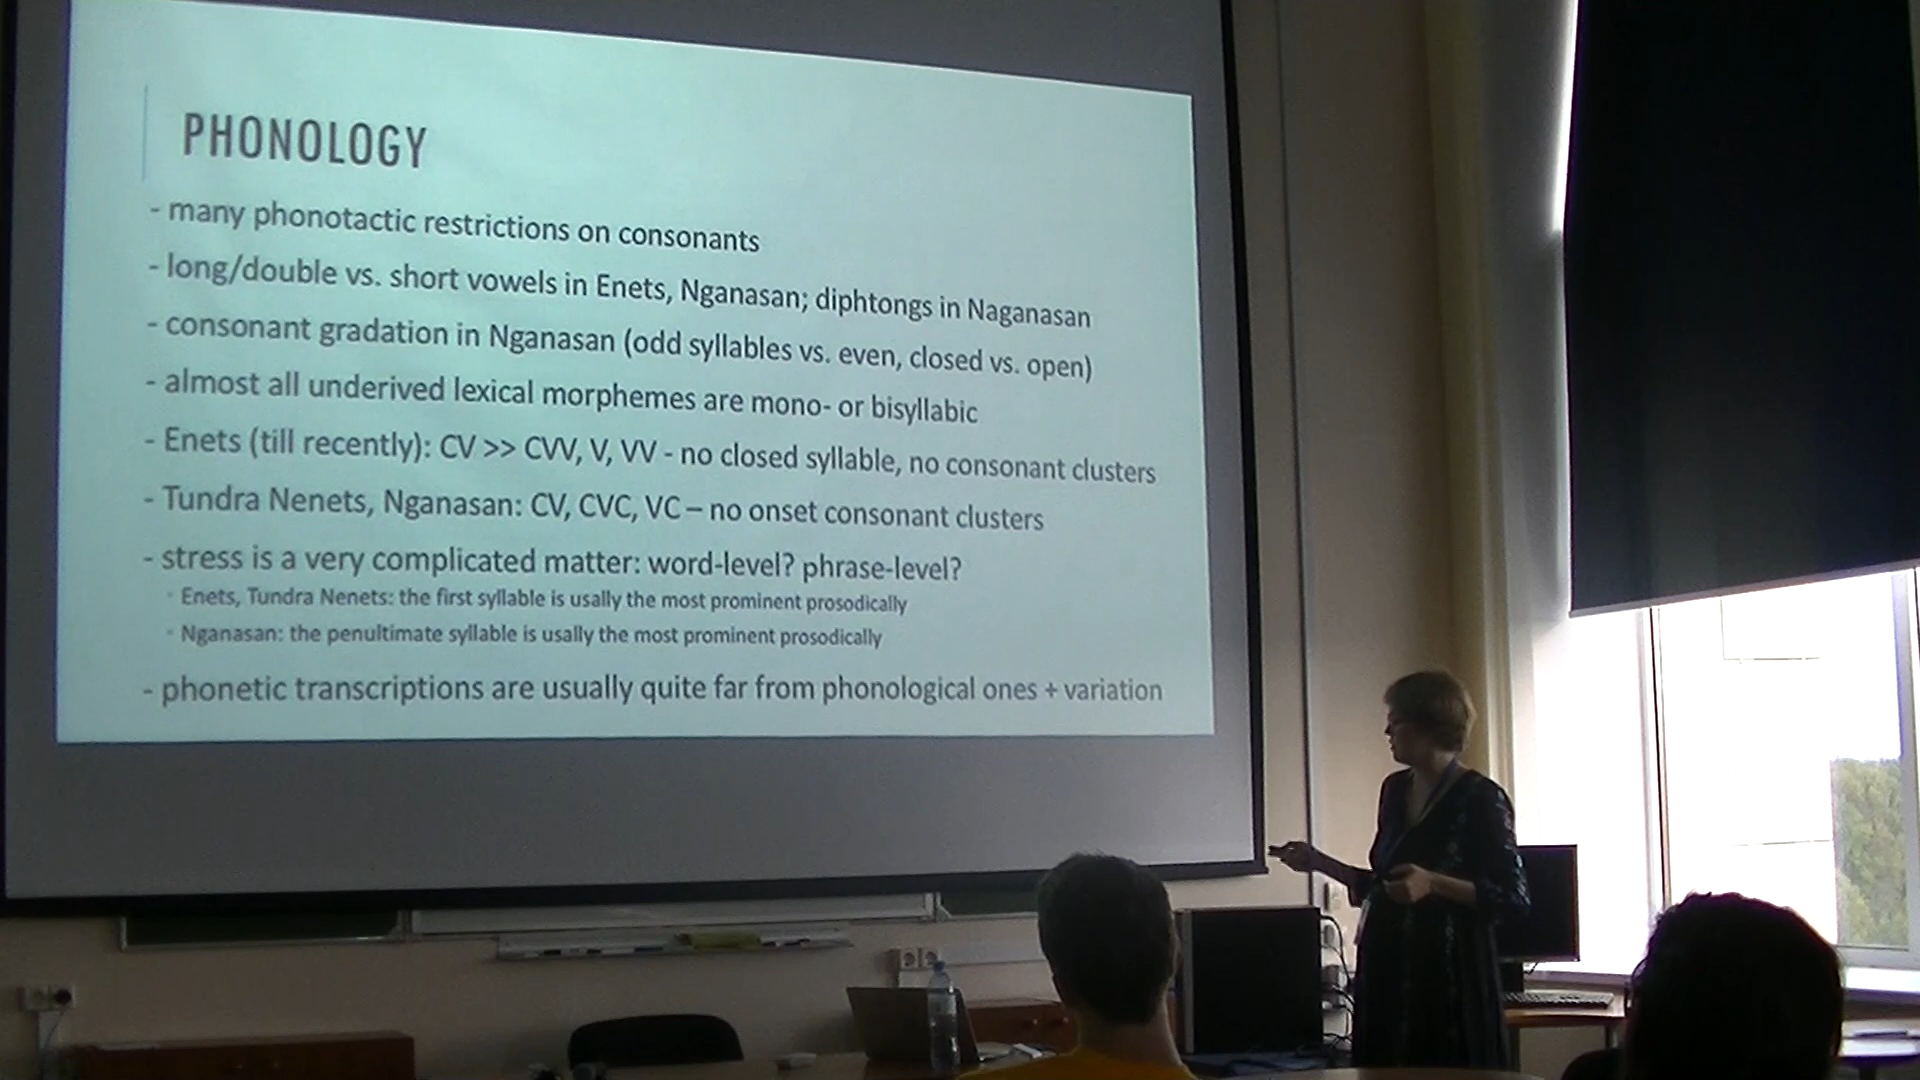 PHONOLOGY
- many phonotactic restrictions on consonants
- long/double vs. short vowels in Enets, Nganasan; diphtongs in Naganasan
- consonant gradation in Nganasan (odd syllables vs. even, closed vs. open)
- almost all underived lexical morphemes are mono- or bisyllabic
- Enets (till recently): CV >> CVV, V, VV - no closed syllable, no consonant clusters
- Tundra Nenets, Nganasan: CV, CVC, VC – no onset consonant clusters
- stress is a very complicated matter: word-level? phrase-level?
◦ Enets, Tundra Nenets: the first syllable is usally the most prominent prosodically
◦ Nganasan: the penultimate syllable is usally the most prominent prosodically
- phonetic transcriptions are usually quite far from phonological ones + variation